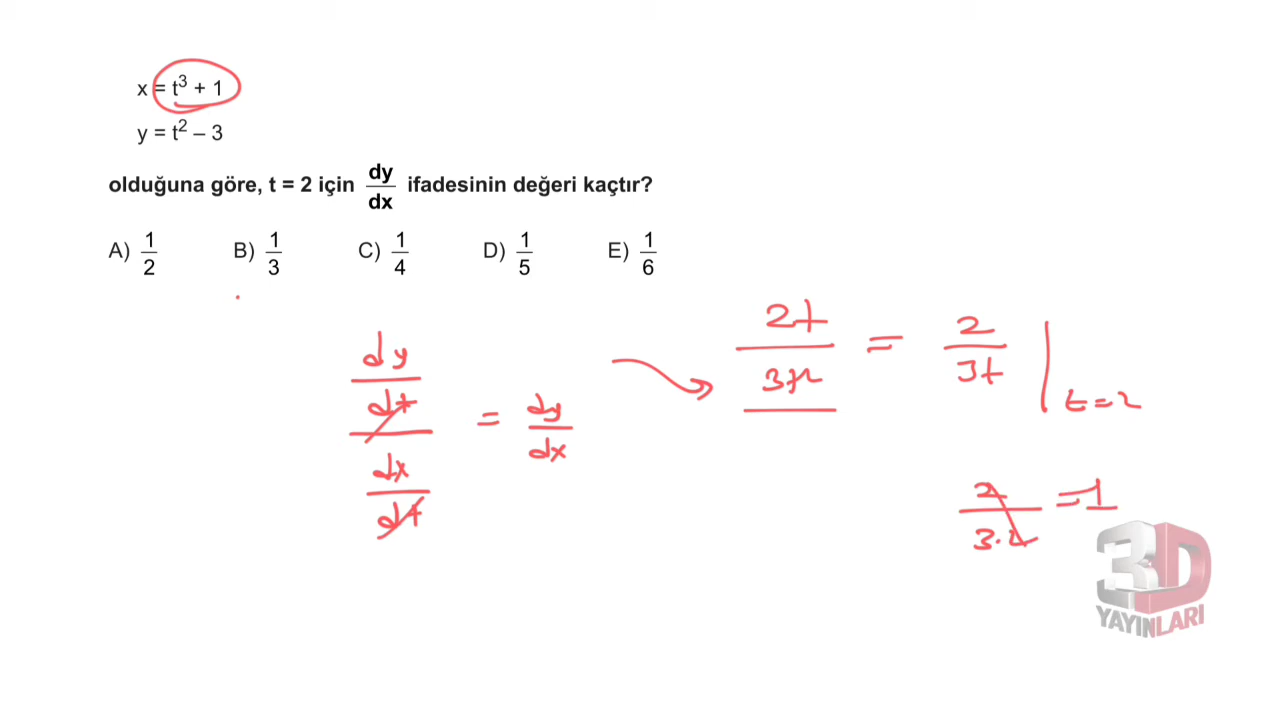 x = t³ + 1
y = t² – 3
olduğuna göre, t = 2 için dy/dx ifadesinin değeri kaçtır?
A) 1/2 B) 1/3 C) 1/4 D) 1/5 E) 1/6
dy/dt / dx/dt = dy/dx
2t / 3t² = 2 / 3t | t=2
2 / 3·2 = 1
3D
YAYINLARI